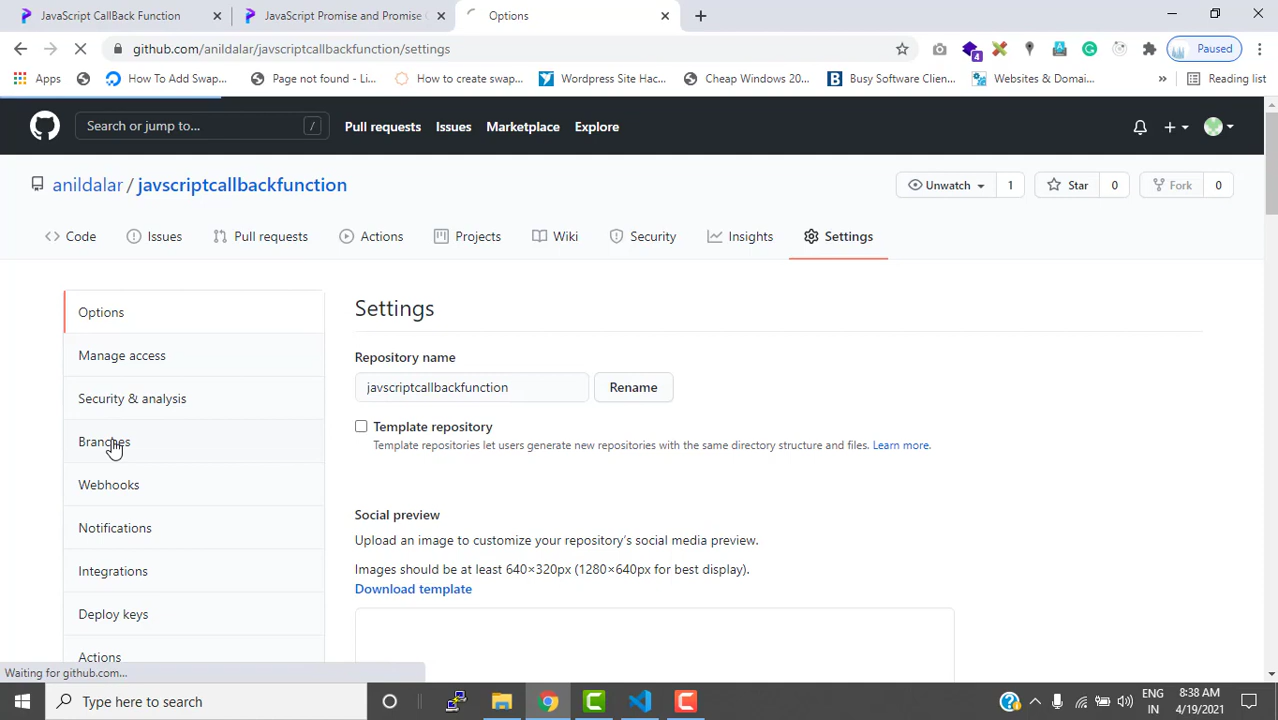 JavaScript CallBack Function
JavaScript Promise and Promise C
Options
github.com/anildalar/javscriptcallbackfunction/settings
4
Paused
Apps
How To Add Swap...
Page not found - Li...
How to create swap...
Wordpress Site Hac...
Cheap Windows 20...
Busy Software Clien...
Websites & Domai...
»
Reading list
Search or jump to...
/
Pull requests
Issues
Marketplace
Explore
anildalar / javscriptcallbackfunction
Unwatch
1
Star
0
Fork
0
Code
Issues
Pull requests
Actions
Projects
Wiki
Security
Insights
Settings
Options
Manage access
Security & analysis
Branches
Webhooks
Notifications
Integrations
Deploy keys
Actions
Settings
Repository name
javscriptcallbackfunction
Rename
Template repository
Template repositories let users generate new repositories with the same directory structure and files. Learn more.
Social preview
Upload an image to customize your repository's social media preview.
Images should be at least 640×320px (1280×640px for best display).
Download template
Waiting for github.com...
Type here to search
ENG
IN
8:38 AM
4/19/2021